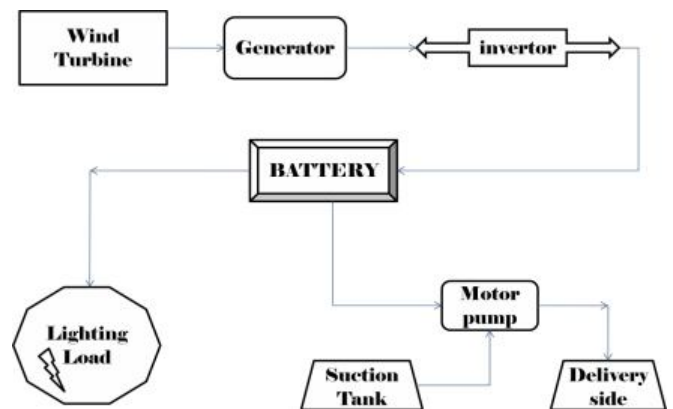 Wind
Turbine
Generator
invertor
BATTERY
Lighting
Load
Motor
pump
Suction
Tank
Delivery
side